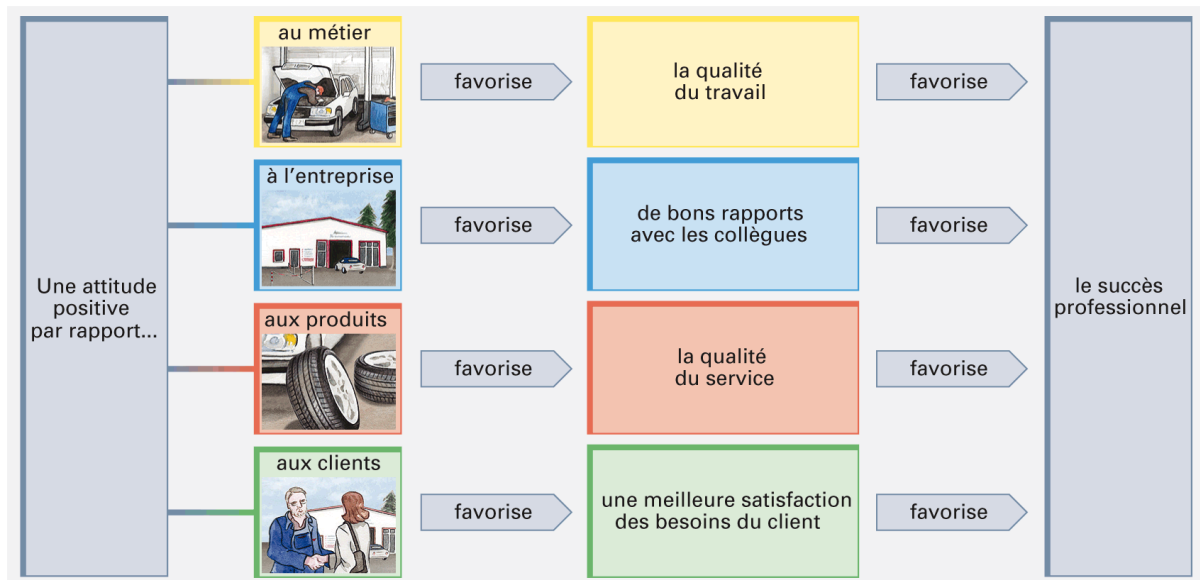 Une attitude
positive
par rapport...
au métier
favorise
la qualité
du travail
favorise
à l'entreprise
favorise
de bons rapports
avec les collègues
favorise
aux produits
favorise
la qualité
du service
favorise
aux clients
favorise
une meilleure satisfaction
des besoins du client
favorise
le succès
professionnel